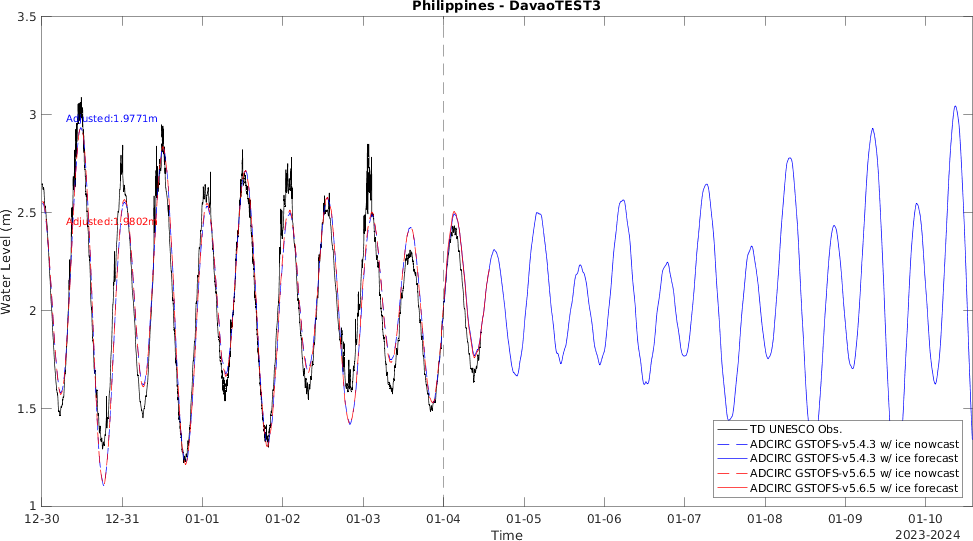 Philippines - DavaoTEST3
3.5
3
2.5
2
1.5
1
Water Level (m)
Adjusted:1.9771m
Adjusted:1.9802m
TD UNESCO Obs.
ADCIRC GSTOFS-v5.4.3 w/ ice nowcast
ADCIRC GSTOFS-v5.4.3 w/ ice forecast
ADCIRC GSTOFS-v5.6.5 w/ ice nowcast
ADCIRC GSTOFS-v5.6.5 w/ ice forecast
12-30 12-31 01-01 01-02 01-03 01-04 01-05 01-06 01-07 01-08 01-09 01-10
Time
2023-2024